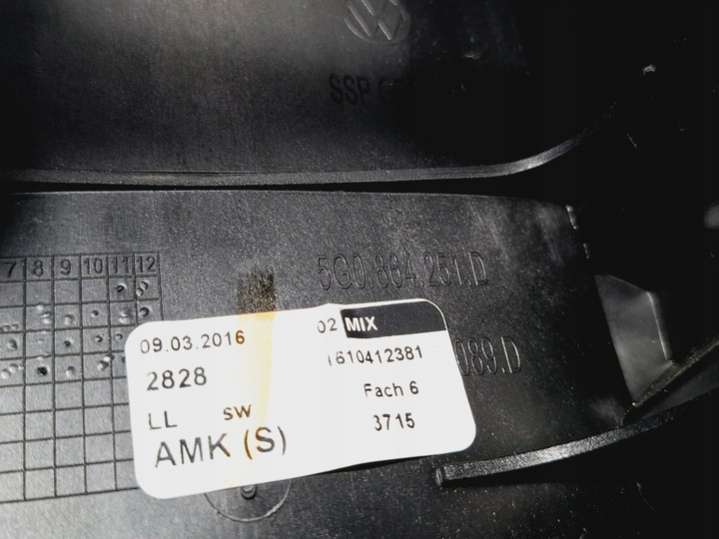 SSP
5G0.864.251.D
7 8 9 10 11 12
089.D
09.03.2016
02 MIX
2828
1610412381
LL SW
Fach 6
AMK (S)
3715